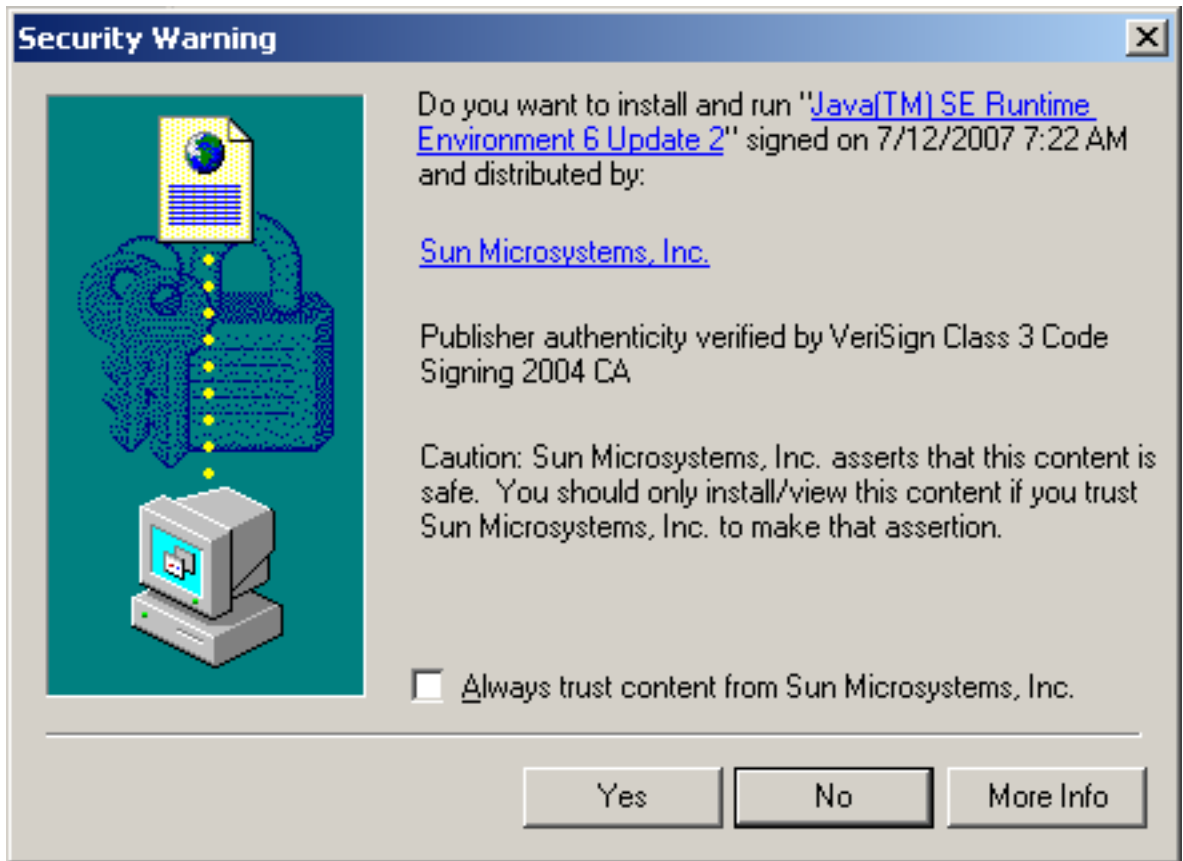 Security Warning
Do you want to install and run "Java(TM) SE Runtime
Environment 6 Update 2" signed on 7/12/2007 7:22 AM
and distributed by:
Sun Microsystems, Inc.
Publisher authenticity verified by VeriSign Class 3 Code
Signing 2004 CA
Caution: Sun Microsystems, Inc. asserts that this content is
safe.  You should only install/view this content if you trust
Sun Microsystems, Inc. to make that assertion.
Always trust content from Sun Microsystems, Inc.
Yes No More Info